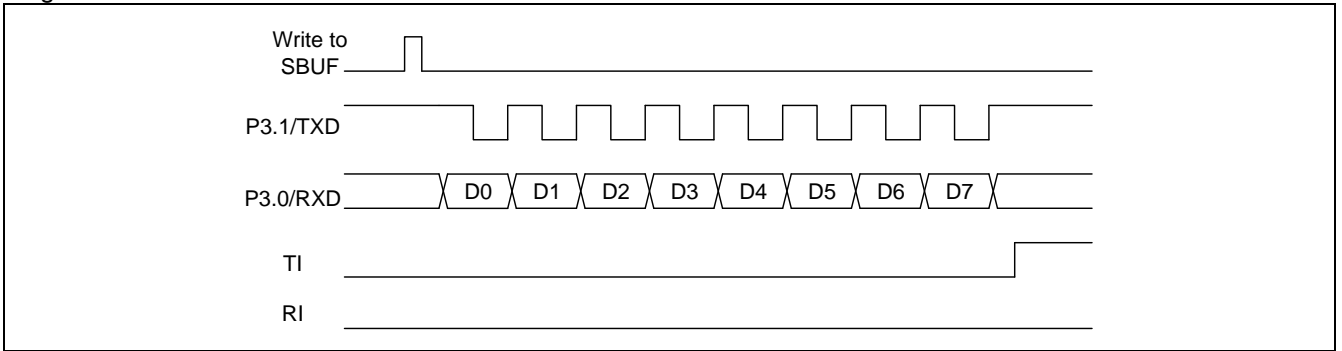 Write to
SBUF
P3.1/TXD
P3.0/RXD D0 D1 D2 D3 D4 D5 D6 D7
TI
RI